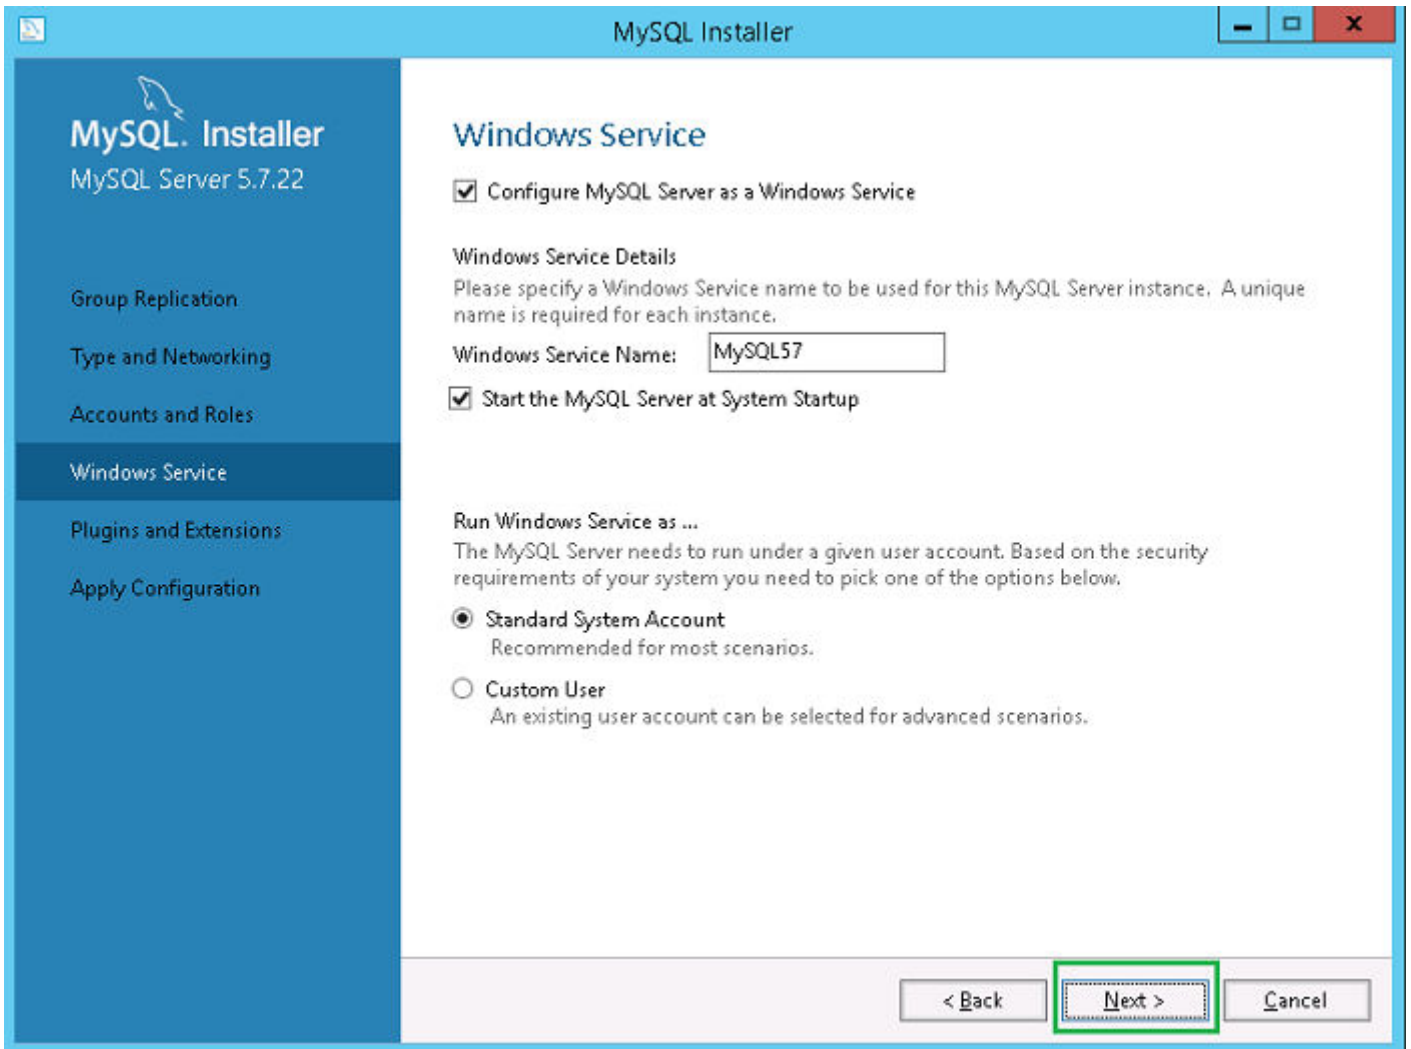 MySQL Installer
MySQL. Installer
MySQL Server 5.7.22
Group Replication
Type and Networking
Accounts and Roles
Windows Service
Plugins and Extensions
Apply Configuration
Windows Service
Configure MySQL Server as a Windows Service
Windows Service Details
Please specify a Windows Service name to be used for this MySQL Server instance. A unique
name is required for each instance.
Windows Service Name: MySQL57
Start the MySQL Server at System Startup
Run Windows Service as ...
The MySQL Server needs to run under a given user account. Based on the security
requirements of your system you need to pick one of the options below.
Standard System Account
Recommended for most scenarios.
Custom User
An existing user account can be selected for advanced scenarios.
< Back Next > Cancel